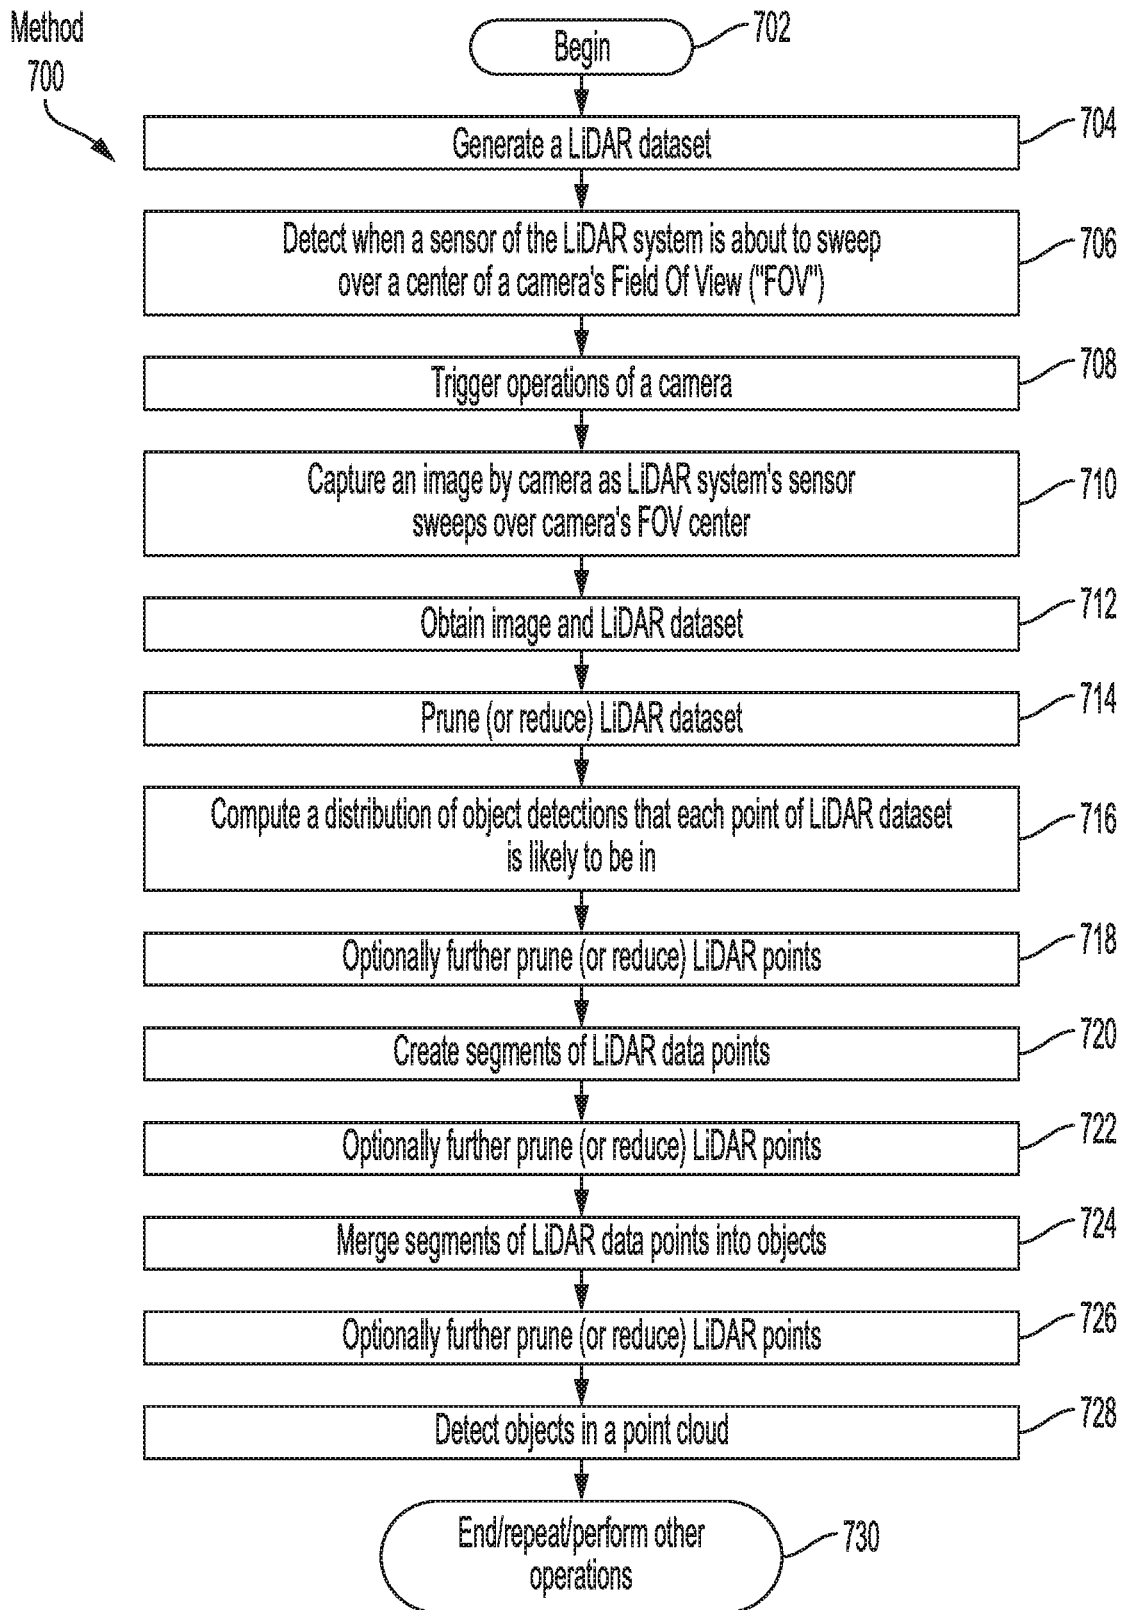 Method
700
Begin
702
Generate a LiDAR dataset
704
Detect when a sensor of the LiDAR system is about to sweep
over a center of a camera's Field Of View ("FOV")
706
Trigger operations of a camera
708
Capture an image by camera as LiDAR system's sensor
sweeps over camera's FOV center
710
Obtain image and LiDAR dataset
712
Prune (or reduce) LiDAR dataset
714
Compute a distribution of object detections that each point of LiDAR dataset
is likely to be in
716
Optionally further prune (or reduce) LiDAR points
718
Create segments of LiDAR data points
720
Optionally further prune (or reduce) LiDAR points
722
Merge segments of LiDAR data points into objects
724
Optionally further prune (or reduce) LiDAR points
726
Detect objects in a point cloud
728
End/repeat/perform other
operations
730